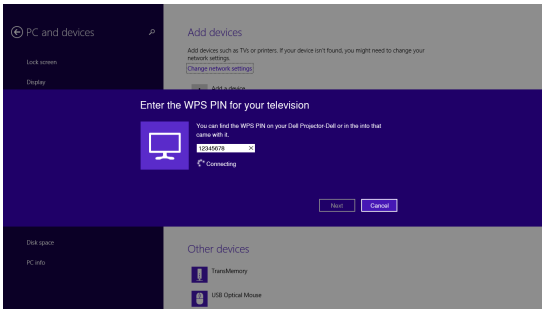 PC and devices
Lock screen
Display
Add devices
Add devices such as TVs or printers. If your device isn't found, you might need to change your
network settings.
Change network settings
Add a device
Enter the WPS PIN for your television
You can find the WPS PIN on your Dell Projector-Dell or in the into that
came with it.
12345678
Connecting
Next
Cancel
Disk space
PC info
Other devices
TransMemory
USB Optical Mouse